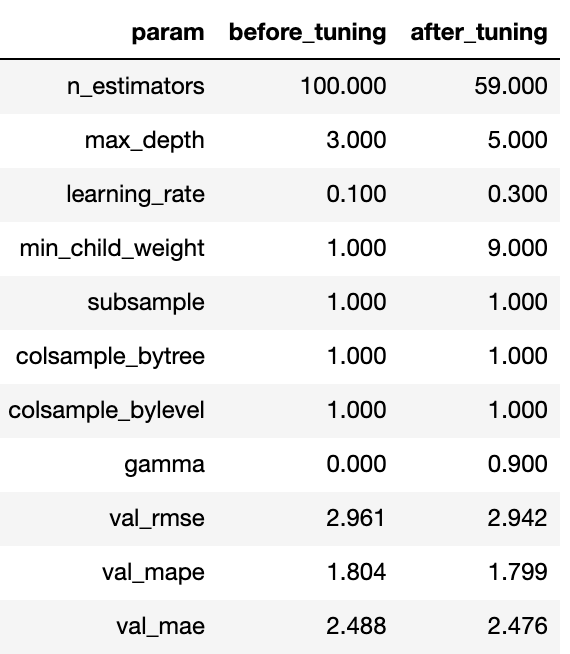 param before_tuning after_tuning
n_estimators 100.000 59.000
max_depth 3.000 5.000
learning_rate 0.100 0.300
min_child_weight 1.000 9.000
subsample 1.000 1.000
colsample_bytree 1.000 1.000
colsample_bylevel 1.000 1.000
gamma 0.000 0.900
val_rmse 2.961 2.942
val_mape 1.804 1.799
val_mae 2.488 2.476